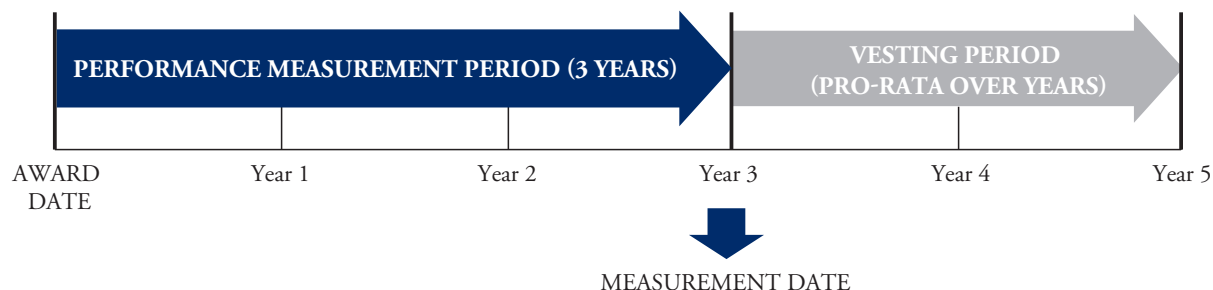 PERFORMANCE MEASUREMENT PERIOD (3 YEARS)
VESTING PERIOD
(PRO-RATA OVER YEARS)
AWARD
DATE
Year 1
Year 2
Year 3
Year 4
Year 5
MEASUREMENT DATE